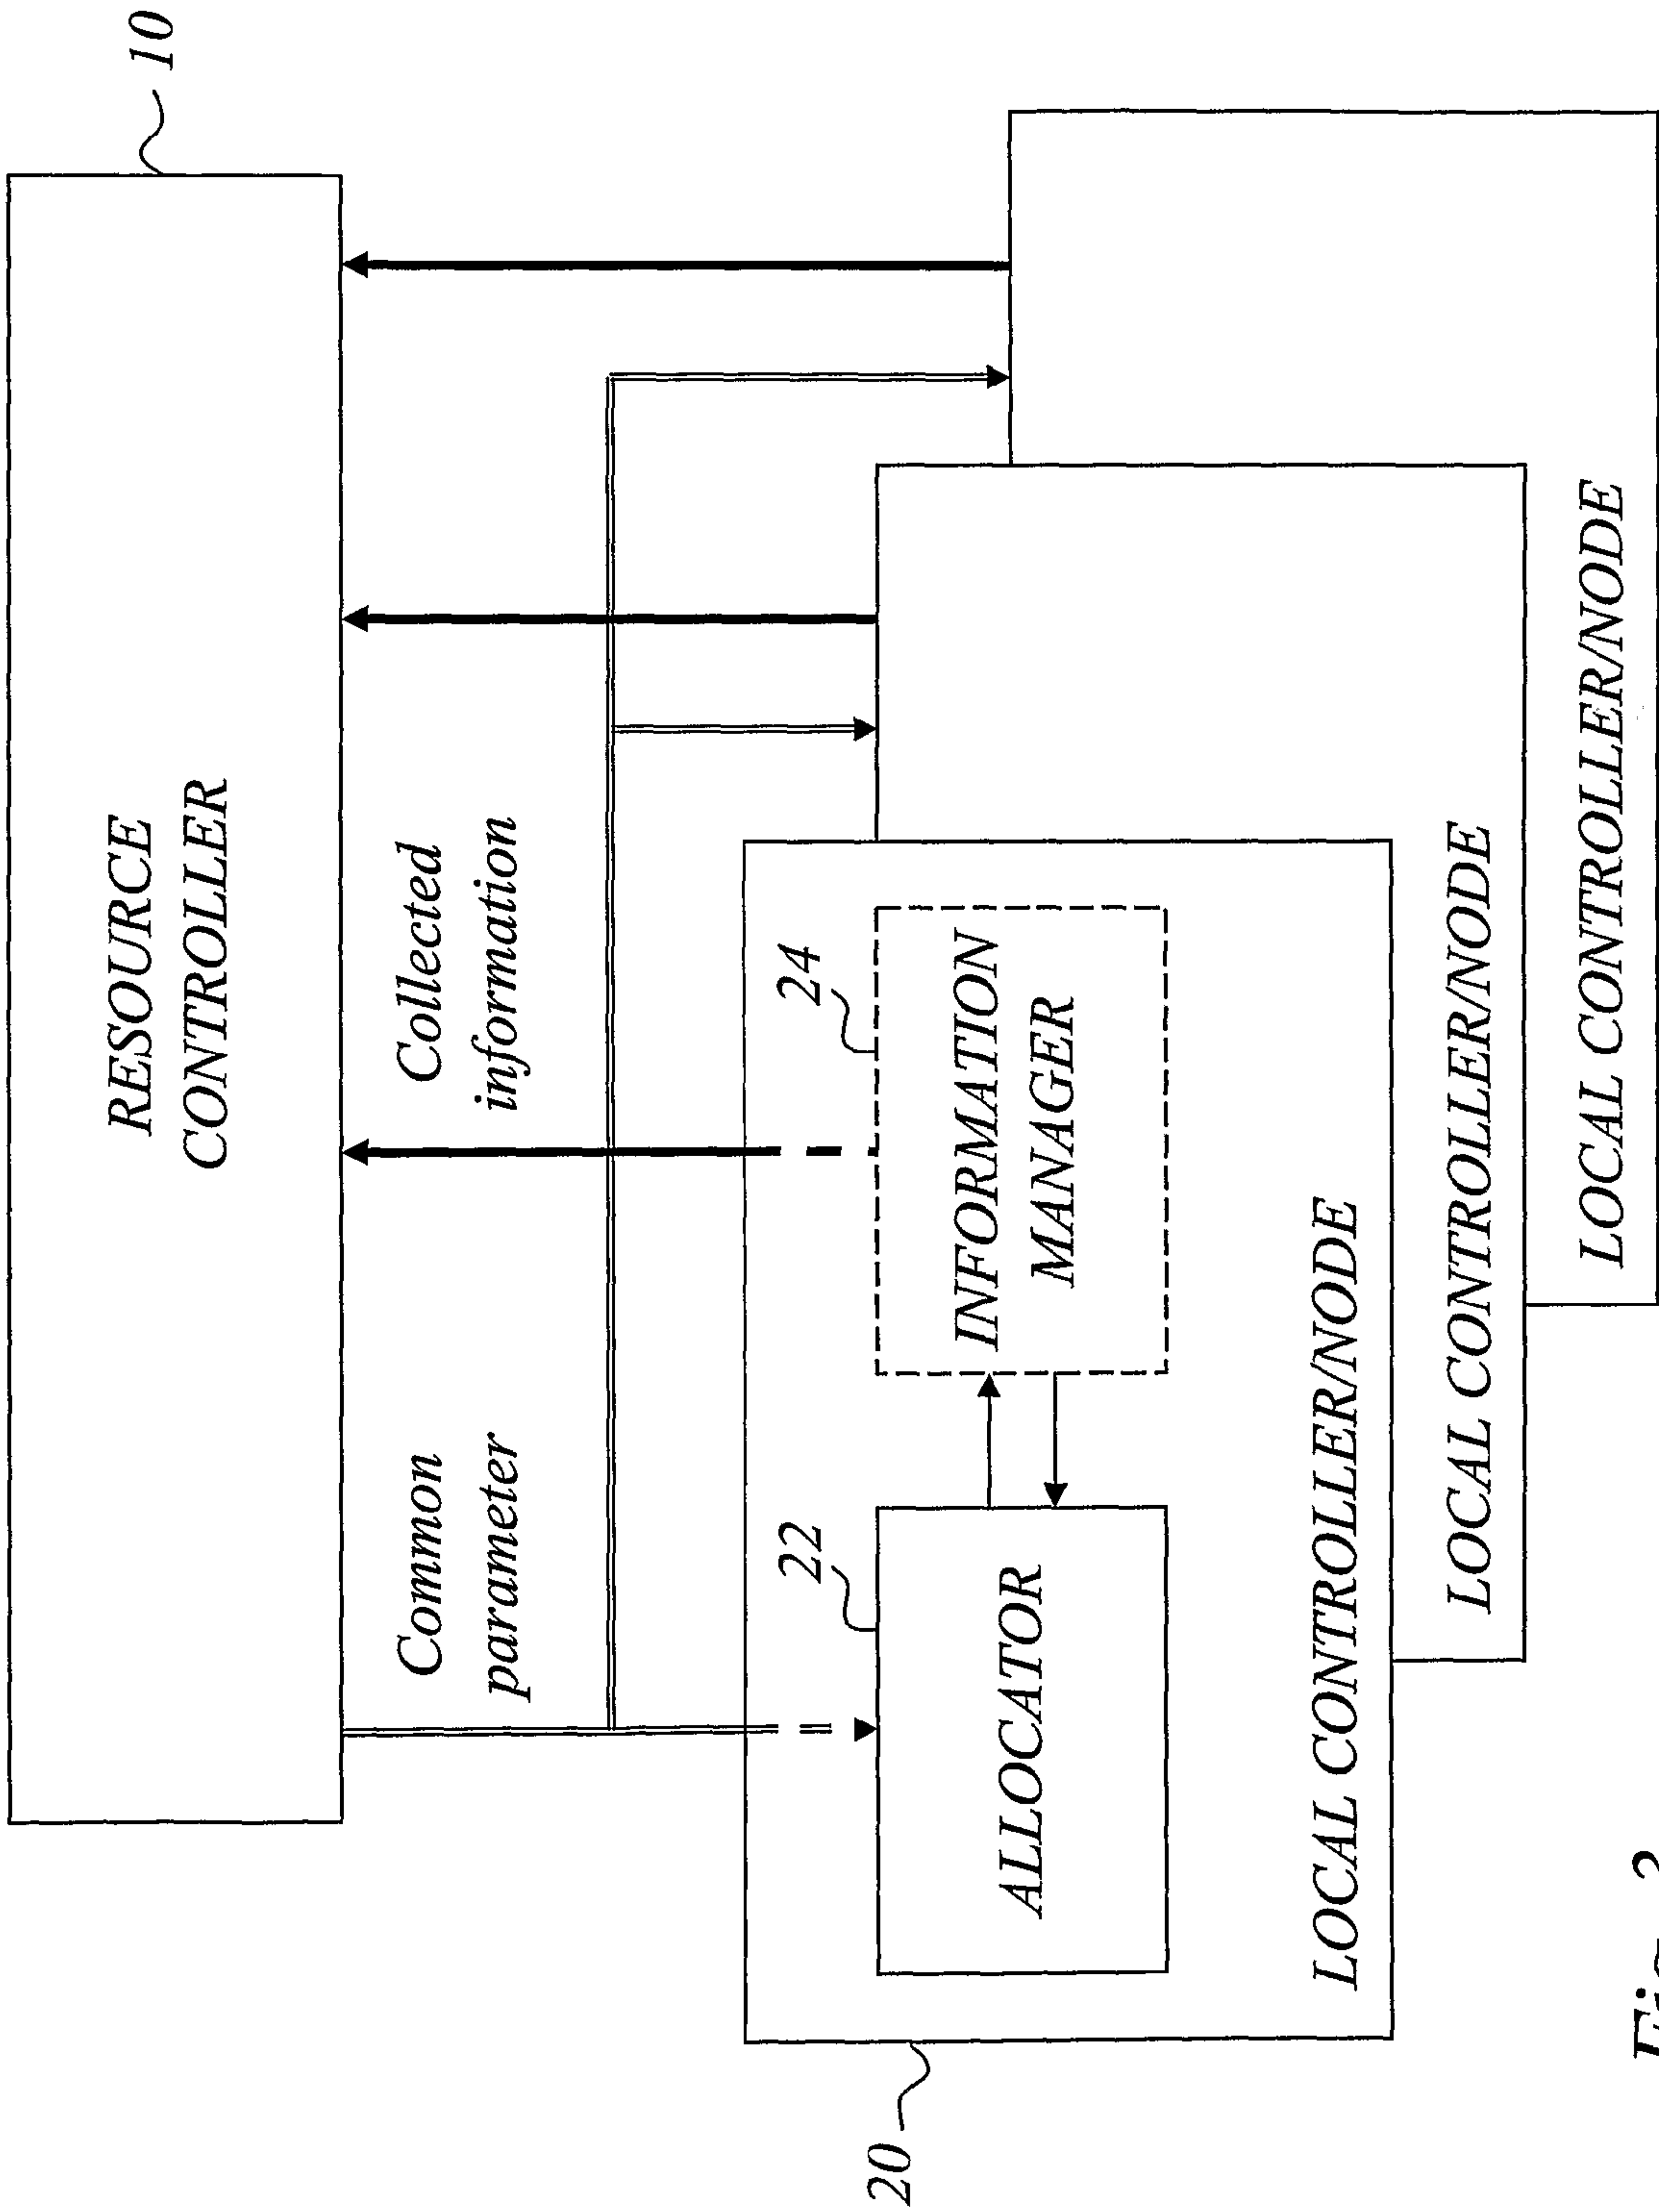 10
RESOURCE
CONTROLLER
Common
parameter
Collected
information
22
24
ALLOCATOR
INFORMATION
MANAGER
20
LOCAL CONTROLLER/NODE
LOCAL CONTROLLER/NODE
LOCAL CONTROLLER/NODE